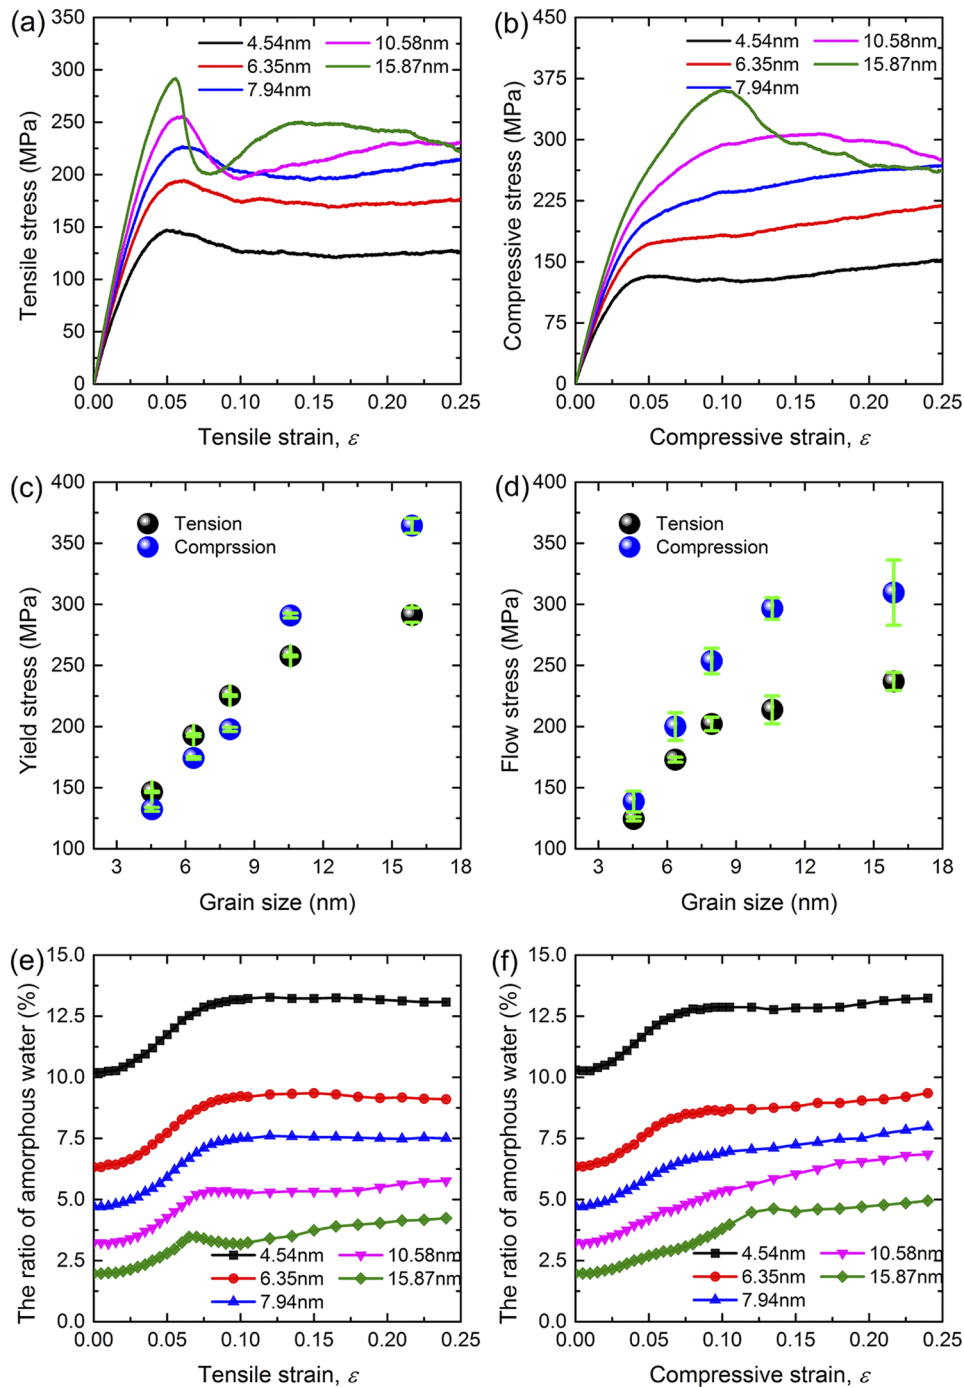 (a)
350
300
250
200
150
100
50
0
Tensile stress (MPa)
4.54nm
10.58nm
6.35nm
15.87nm
7.94nm
0.00 0.05 0.10 0.15 0.20 0.25
Tensile strain, ε
(b)
450
375
300
225
150
75
0
Compressive stress (MPa)
4.54nm
10.58nm
6.35nm
15.87nm
7.94nm
0.00 0.05 0.10 0.15 0.20 0.25
Compressive strain, ε
(c)
400
350
300
250
200
150
100
Yield stress (MPa)
Tension
Comprssion
3 6 9 12 15 18
Grain size (nm)
(d)
400
350
300
250
200
150
100
Flow stress (MPa)
Tension
Compression
3 6 9 12 15 18
Grain size (nm)
(e)
15.0
12.5
10.0
7.5
5.0
2.5
0.0
The ratio of amorphous water (%)
4.54nm
10.58nm
6.35nm
15.87nm
7.94nm
0.00 0.05 0.10 0.15 0.20 0.25
Tensile strain, ε
(f)
15.0
12.5
10.0
7.5
5.0
2.5
0.0
The ratio of amorphous water (%)
4.54nm
10.58nm
6.35nm
15.87nm
7.94nm
0.00 0.05 0.10 0.15 0.20 0.25
Compressive strain, ε